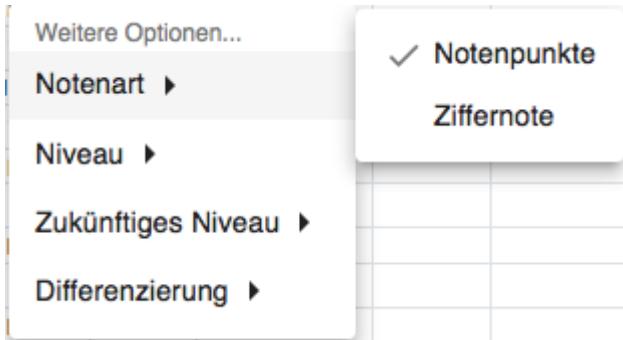 Weitere Optionen...
Notenart
Niveau
Zukünftiges Niveau
Differenzierung
Notenpunkte
Ziffernote